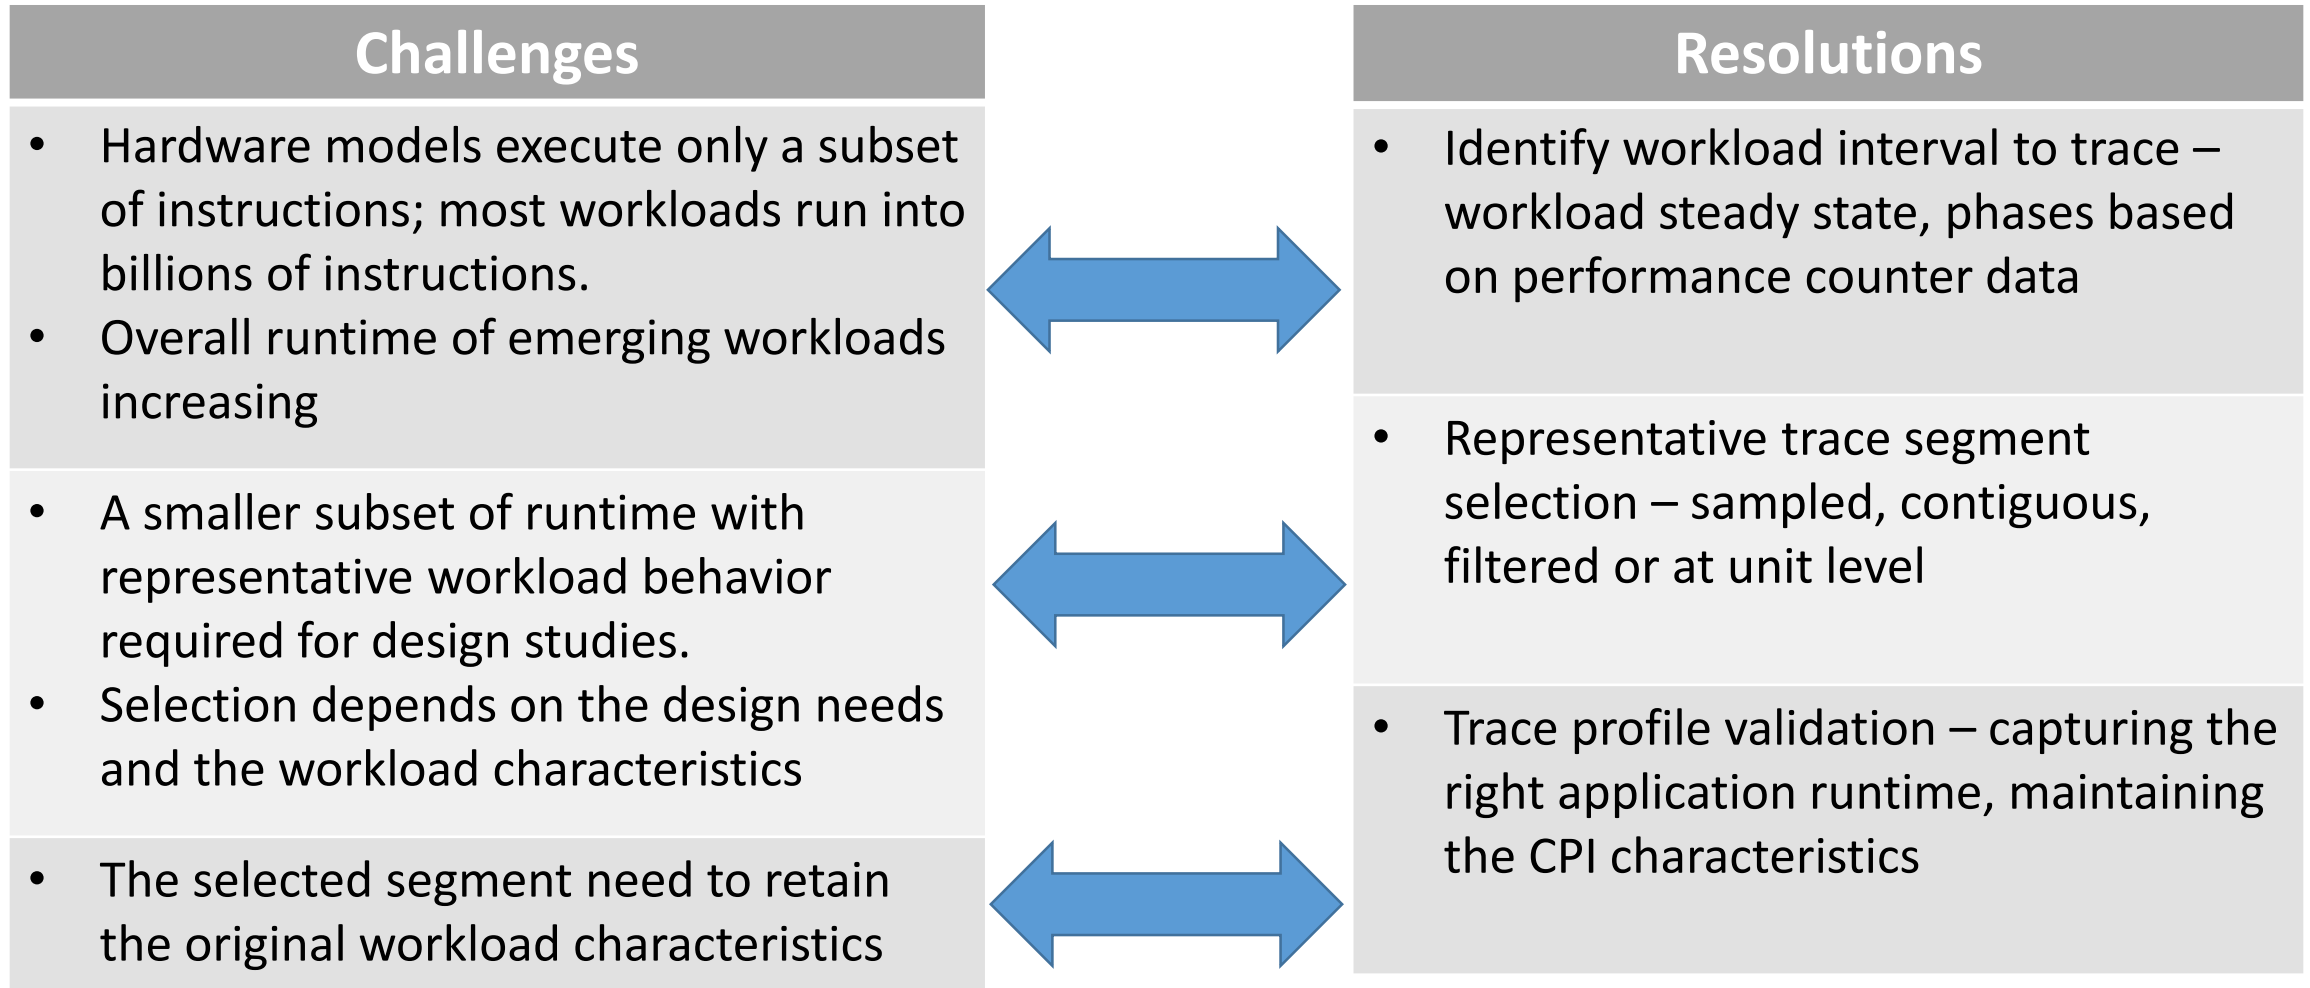 Challenges
• Hardware models execute only a subset
of instructions; most workloads run into
billions of instructions.
• Overall runtime of emerging workloads
increasing
• A smaller subset of runtime with
representative workload behavior
required for design studies.
• Selection depends on the design needs
and the workload characteristics
• The selected segment need to retain
the original workload characteristics
Resolutions
• Identify workload interval to trace –
workload steady state, phases based
on performance counter data
• Representative trace segment
selection – sampled, contiguous,
filtered or at unit level
• Trace profile validation – capturing the
right application runtime, maintaining
the CPI characteristics